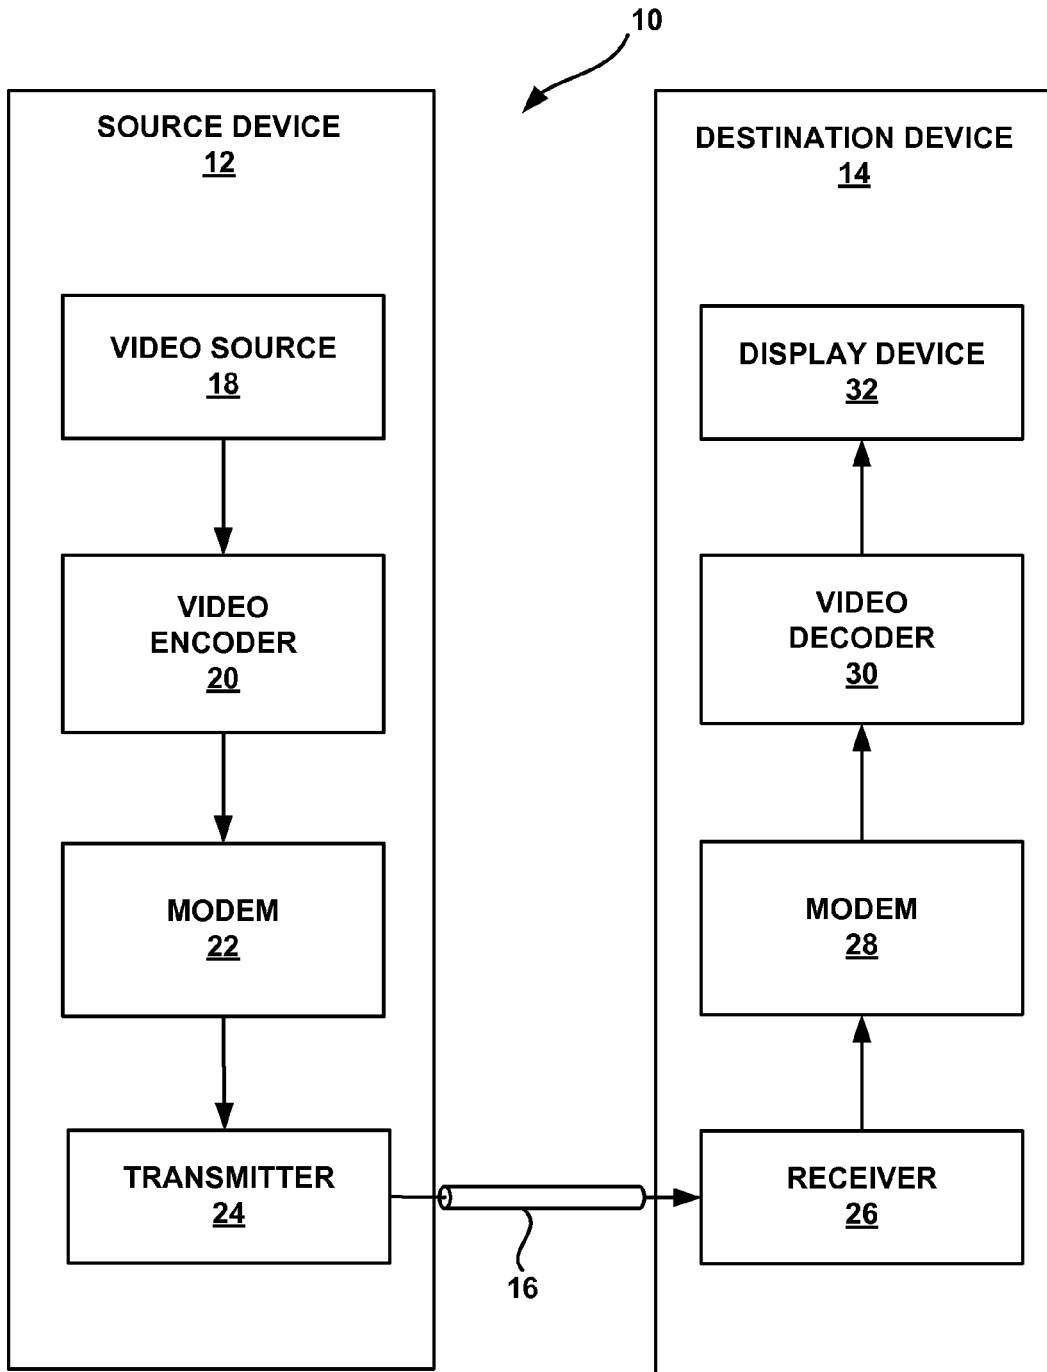 10
SOURCE DEVICE
12
VIDEO SOURCE
18
VIDEO
ENCODER
20
MODEM
22
TRANSMITTER
24
16
DESTINATION DEVICE
14
DISPLAY DEVICE
32
VIDEO
DECODER
30
MODEM
28
RECEIVER
26